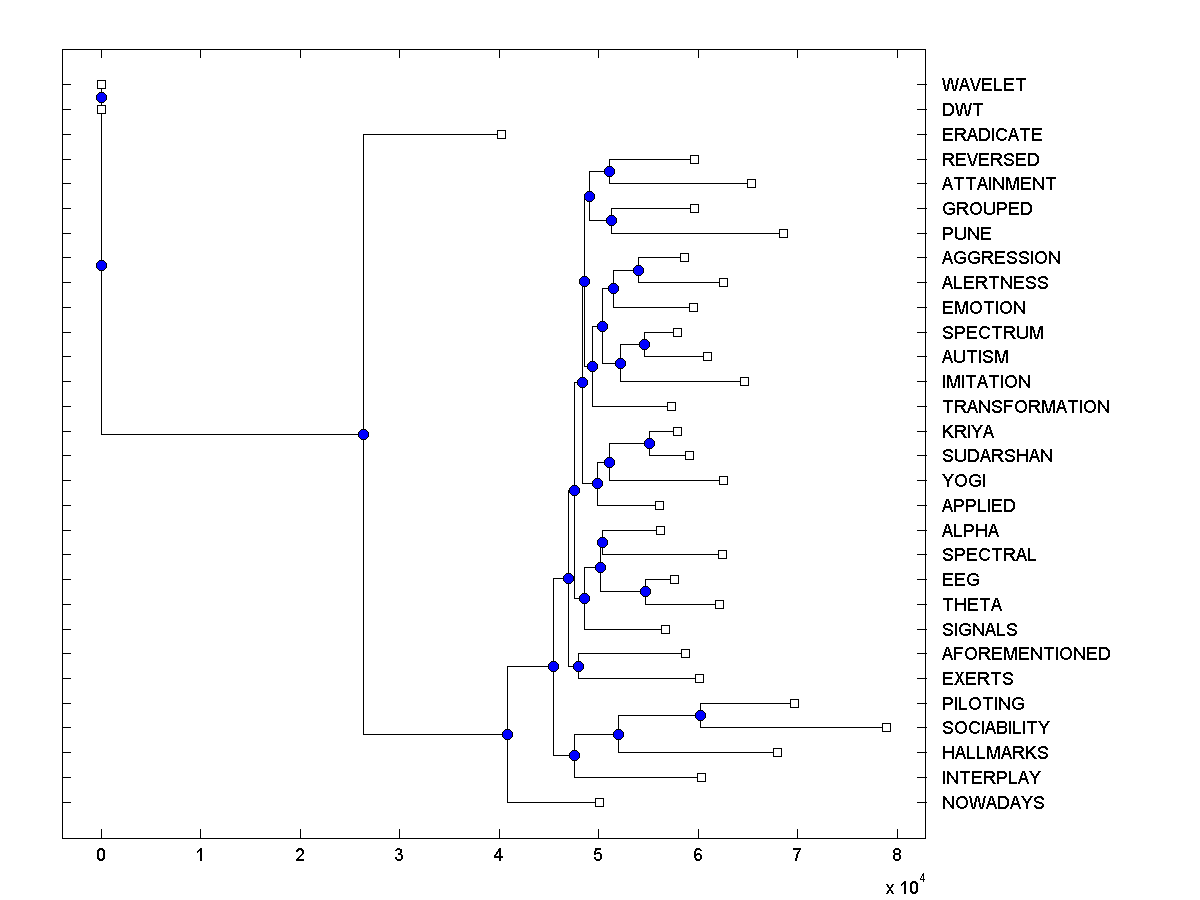 WAVELET
DWT
ERADICATE
REVERSED
ATTAINMENT
GROUPED
PUNE
AGGRESSION
ALERTNESS
EMOTION
SPECTRUM
AUTISM
IMITATION
TRANSFORMATION
KRIYA
SUDARSHAN
YOGI
APPLIED
ALPHA
SPECTRAL
EEG
THETA
SIGNALS
AFOREMENTIONED
EXERTS
PILOTING
SOCIABILITY
HALLMARKS
INTERPLAY
NOWADAYS
0 1 2 3 4 5 6 7 8
x 10^4